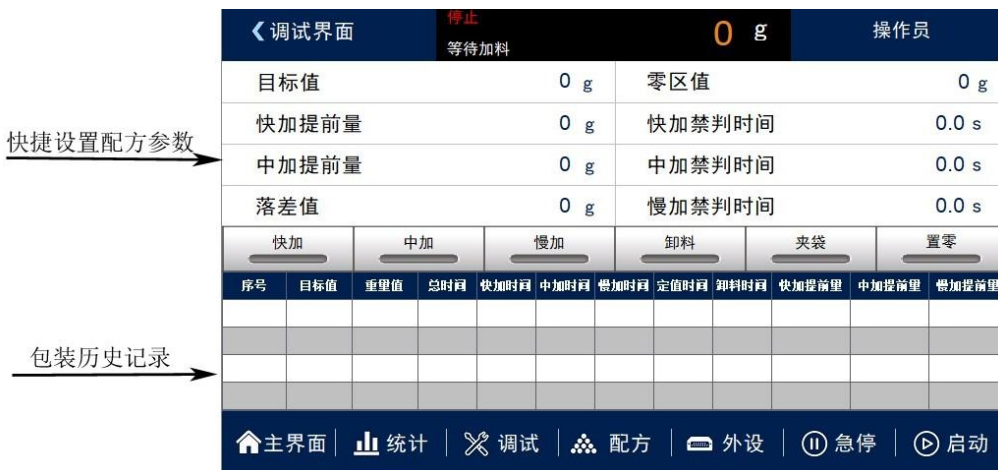 ❮调试界面 停止 0 g 操作员
等待加料
目标值 0 g 零区值 0 g
快加提前量 0 g 快加禁判时间 0.0 s
快捷设置配方参数
中加提前量 0 g 中加禁判时间 0.0 s
落差值 0 g 慢加禁判时间 0.0 s
快加 中加 慢加 卸料 夹袋 置零
序号 目标值 重量值 总时间 快加时间 中加时间 慢加时间 定值时间 卸料时间 快加提前量 中加提前量 慢加提前量
包装历史记录
主界面 统计 调试 配方 外设 急停 启动